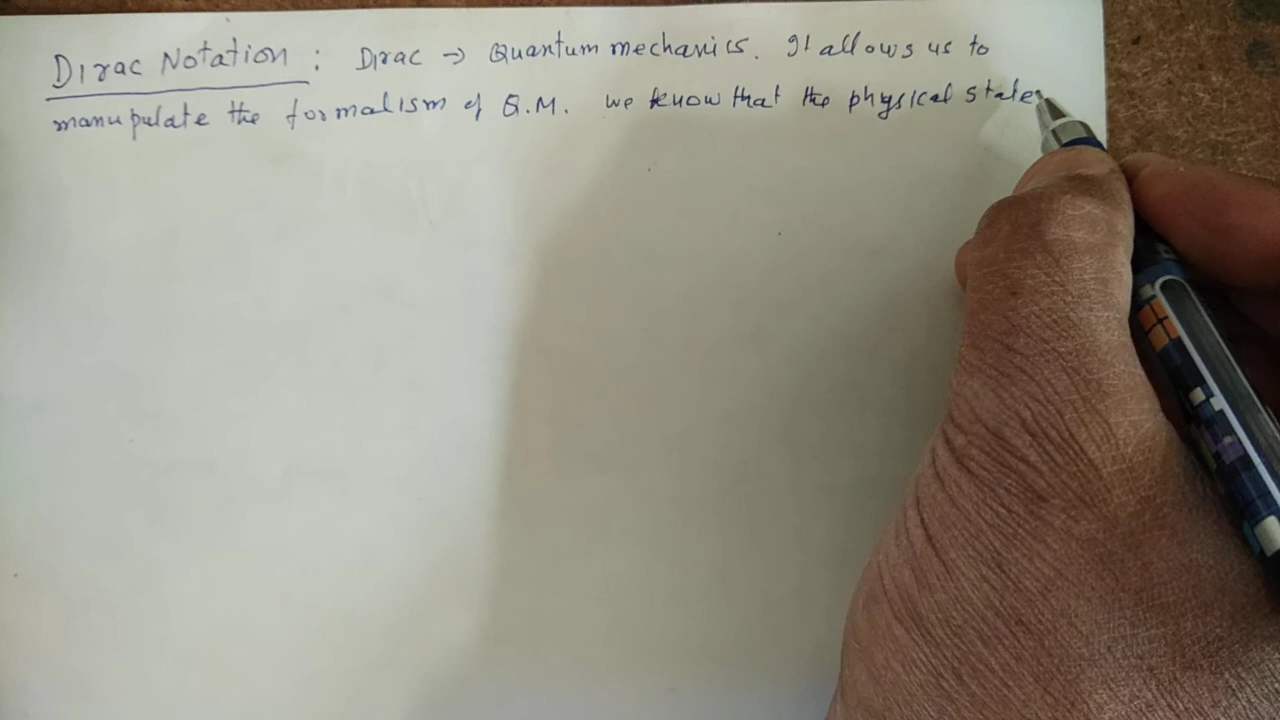 Dirac Notation : Dirac → Quantum mechanics. It allows us to
manupulate the formalism of Q.M. we know that the physical state